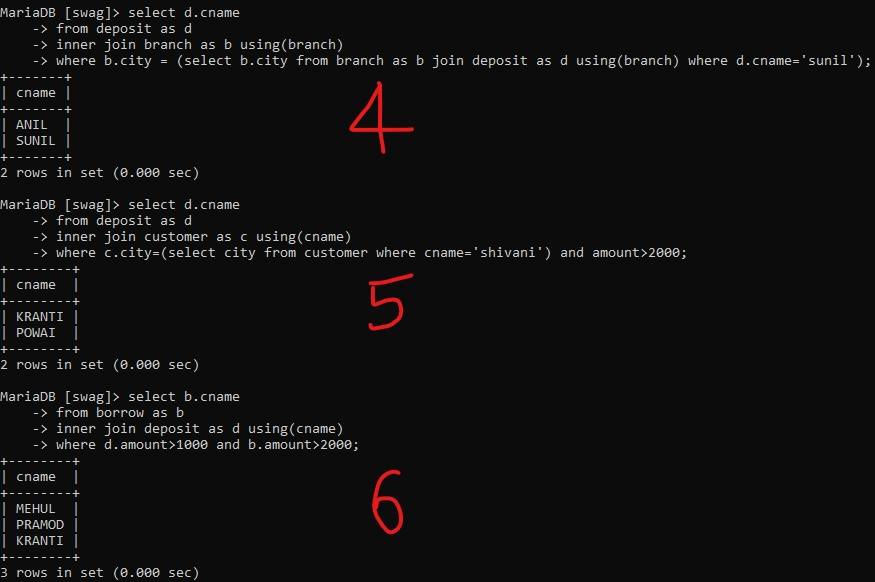 MariaDB [swag]> select d.cname
    -> from deposit as d
    -> inner join branch as b using(branch)
    -> where b.city = (select b.city from branch as b join deposit as d using(branch) where d.cname='sunil');
+-------+
| cname |
+-------+
| ANIL  |
| SUNIL |
+-------+
2 rows in set (0.000 sec)
4
MariaDB [swag]> select d.cname
    -> from deposit as d
    -> inner join customer as c using(cname)
    -> where c.city=(select city from customer where cname='shivani') and amount>2000;
+--------+
| cname  |
+--------+
| KRANTI |
| POWAI  |
+--------+
2 rows in set (0.000 sec)
5
MariaDB [swag]> select b.cname
    -> from borrow as b
    -> inner join deposit as d using(cname)
    -> where d.amount>1000 and b.amount>2000;
+--------+
| cname  |
+--------+
| MEHUL  |
| PRAMOD |
| KRANTI |
+--------+
3 rows in set (0.000 sec)
6